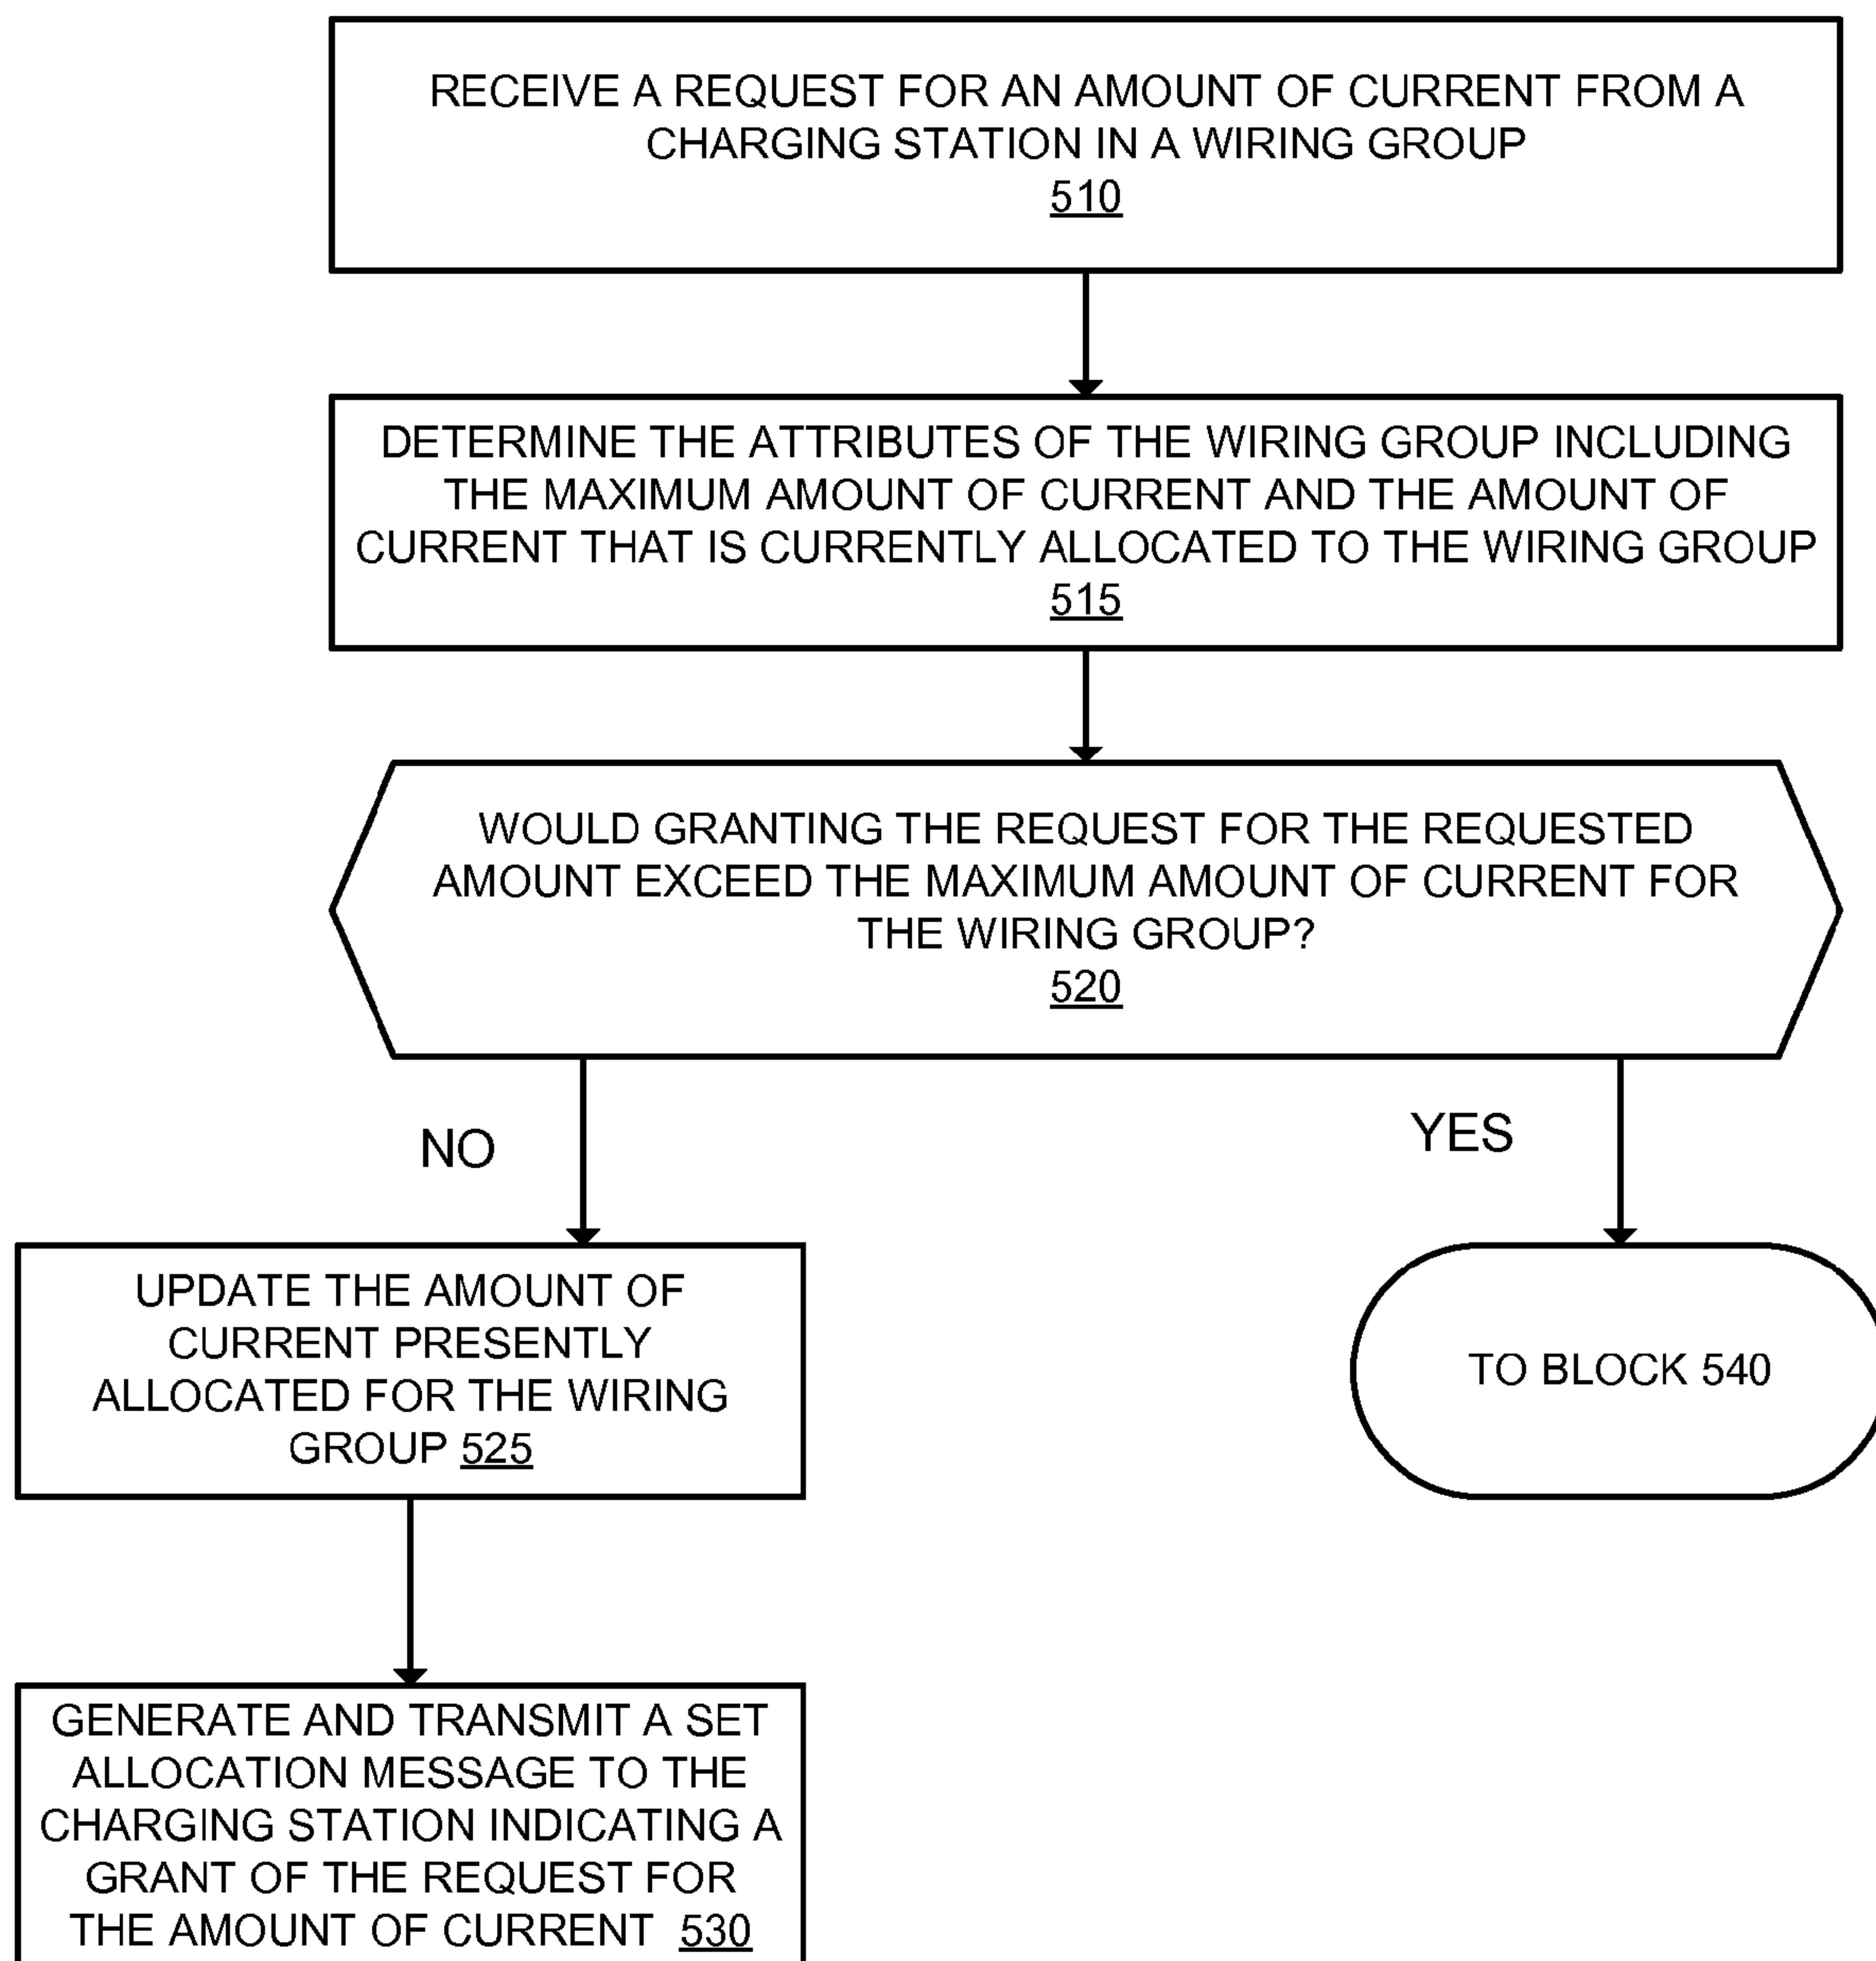 RECEIVE A REQUEST FOR AN AMOUNT OF CURRENT FROM A
CHARGING STATION IN A WIRING GROUP
510
DETERMINE THE ATTRIBUTES OF THE WIRING GROUP INCLUDING
THE MAXIMUM AMOUNT OF CURRENT AND THE AMOUNT OF
CURRENT THAT IS CURRENTLY ALLOCATED TO THE WIRING GROUP
515
WOULD GRANTING THE REQUEST FOR THE REQUESTED
AMOUNT EXCEED THE MAXIMUM AMOUNT OF CURRENT FOR
THE WIRING GROUP?
520
NO
YES
UPDATE THE AMOUNT OF
CURRENT PRESENTLY
ALLOCATED FOR THE WIRING
GROUP 525
TO BLOCK 540
GENERATE AND TRANSMIT A SET
ALLOCATION MESSAGE TO THE
CHARGING STATION INDICATING A
GRANT OF THE REQUEST FOR
THE AMOUNT OF CURRENT 530